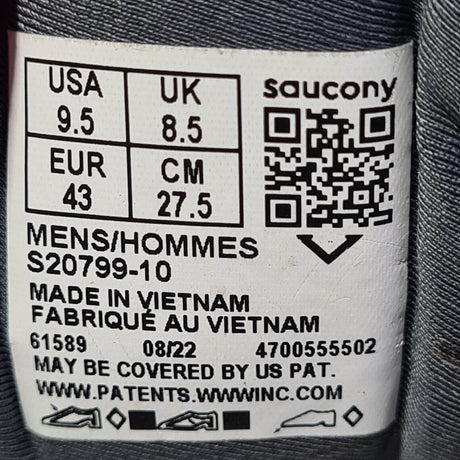 USA UK
9.5 8.5
EUR CM
43 27.5
saucony
MENS/HOMMES
S20799-10
MADE IN VIETNAM
FABRIQUÉ AU VIETNAM
61589 08/22 4700555502
MAY BE COVERED BY US PAT.
WWW.PATENTS.WWWINC.COM